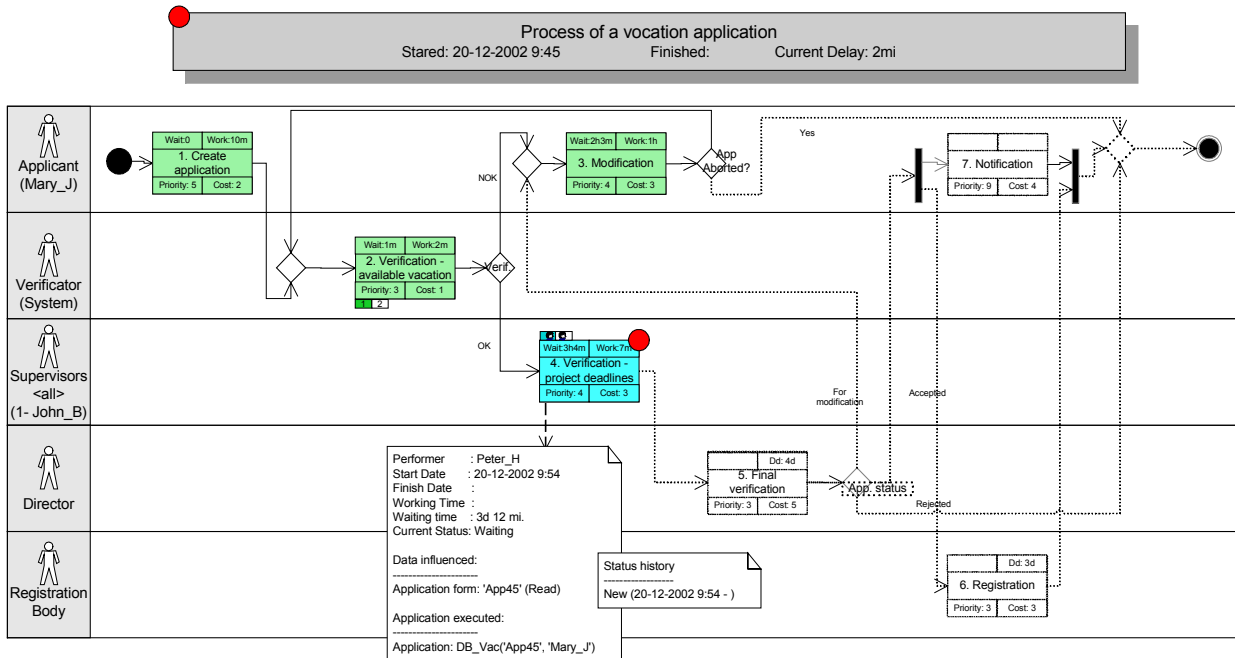 Process of a vocation application
Stared: 20-12-2002 9:45 Finished: Current Delay: 2mi
Applicant
(Mary_J)
Wait:0 Work:10m
1. Create
application
Priority: 5 Cost: 2
NOK
Wait:2h3m Work:1h
3. Modification
Priority: 4 Cost: 3
App
Aborted?
Yes
7. Notification
Priority: 9 Cost: 4
Verificator
(System)
Wait:1m Work:2m
2. Verification -
available vacation
Priority: 3 Cost: 1
1 2
Verif.
OK
Supervisors
<all>
(1- John_B)
Wait:3h4m Work:7m
4. Verification -
project deadlines
Priority: 4 Cost: 3
For
modification
Accepted
Director
Dd: 4d
5. Final
verification
Priority: 3 Cost: 5
App. status
Rejected
Registration
Body
Performer : Peter_H
Start Date : 20-12-2002 9:54
Finish Date :
Working Time :
Waiting time : 3d 12 mi.
Current Status: Waiting
Data influenced:
----------------------
Application form: 'App45' (Read)
Application executed:
----------------------
Application: DB_Vac('App45', 'Mary_J')
Status history
------------------
New (20-12-2002 9:54 - )
Dd: 3d
6. Registration
Priority: 3 Cost: 3